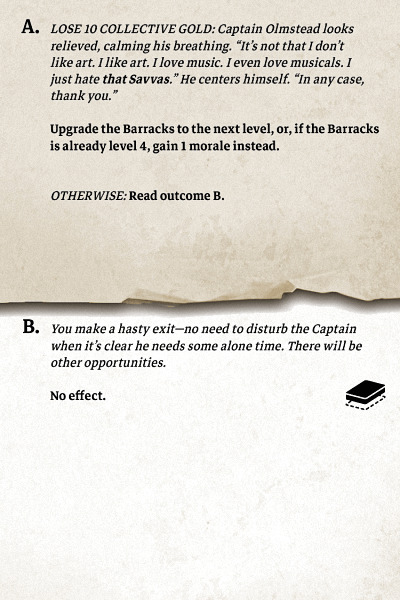 A. LOSE 10 COLLECTIVE GOLD: Captain Olmstead looks
relieved, calming his breathing. “It’s not that I don’t
like art. I like art. I love music. I even love musicals. I
just hate that Savvas.” He centers himself. “In any case,
thank you.”
Upgrade the Barracks to the next level, or, if the Barracks
is already level 4, gain 1 morale instead.
OTHERWISE: Read outcome B.
B. You make a hasty exit—no need to disturb the Captain
when it’s clear he needs some alone time. There will be
other opportunities.
No effect.